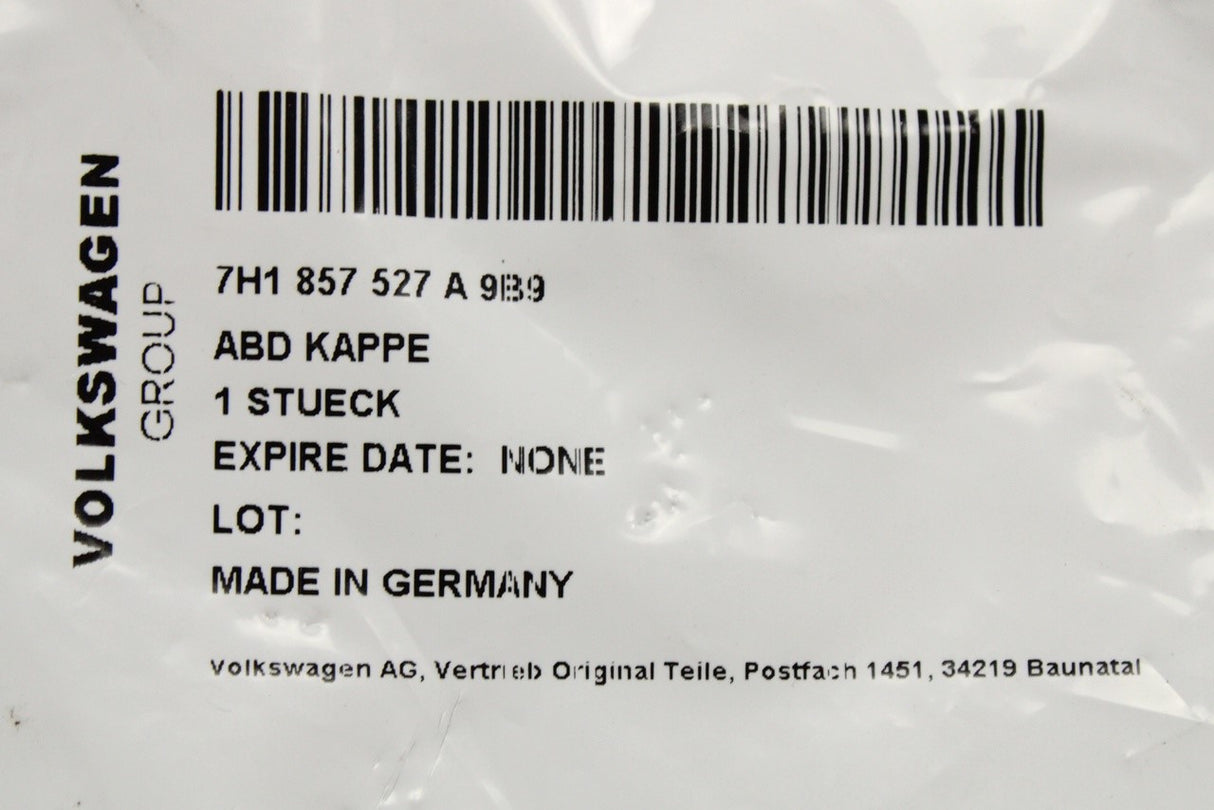 VOLKSWAGEN
GROUP
7H1 857 527 A 9B9
ABD KAPPE
1 STUECK
EXPIRE DATE: NONE
LOT:
MADE IN GERMANY
Volkswagen AG, Vertrieb Original Teile, Postfach 1451, 34219 Baunatal